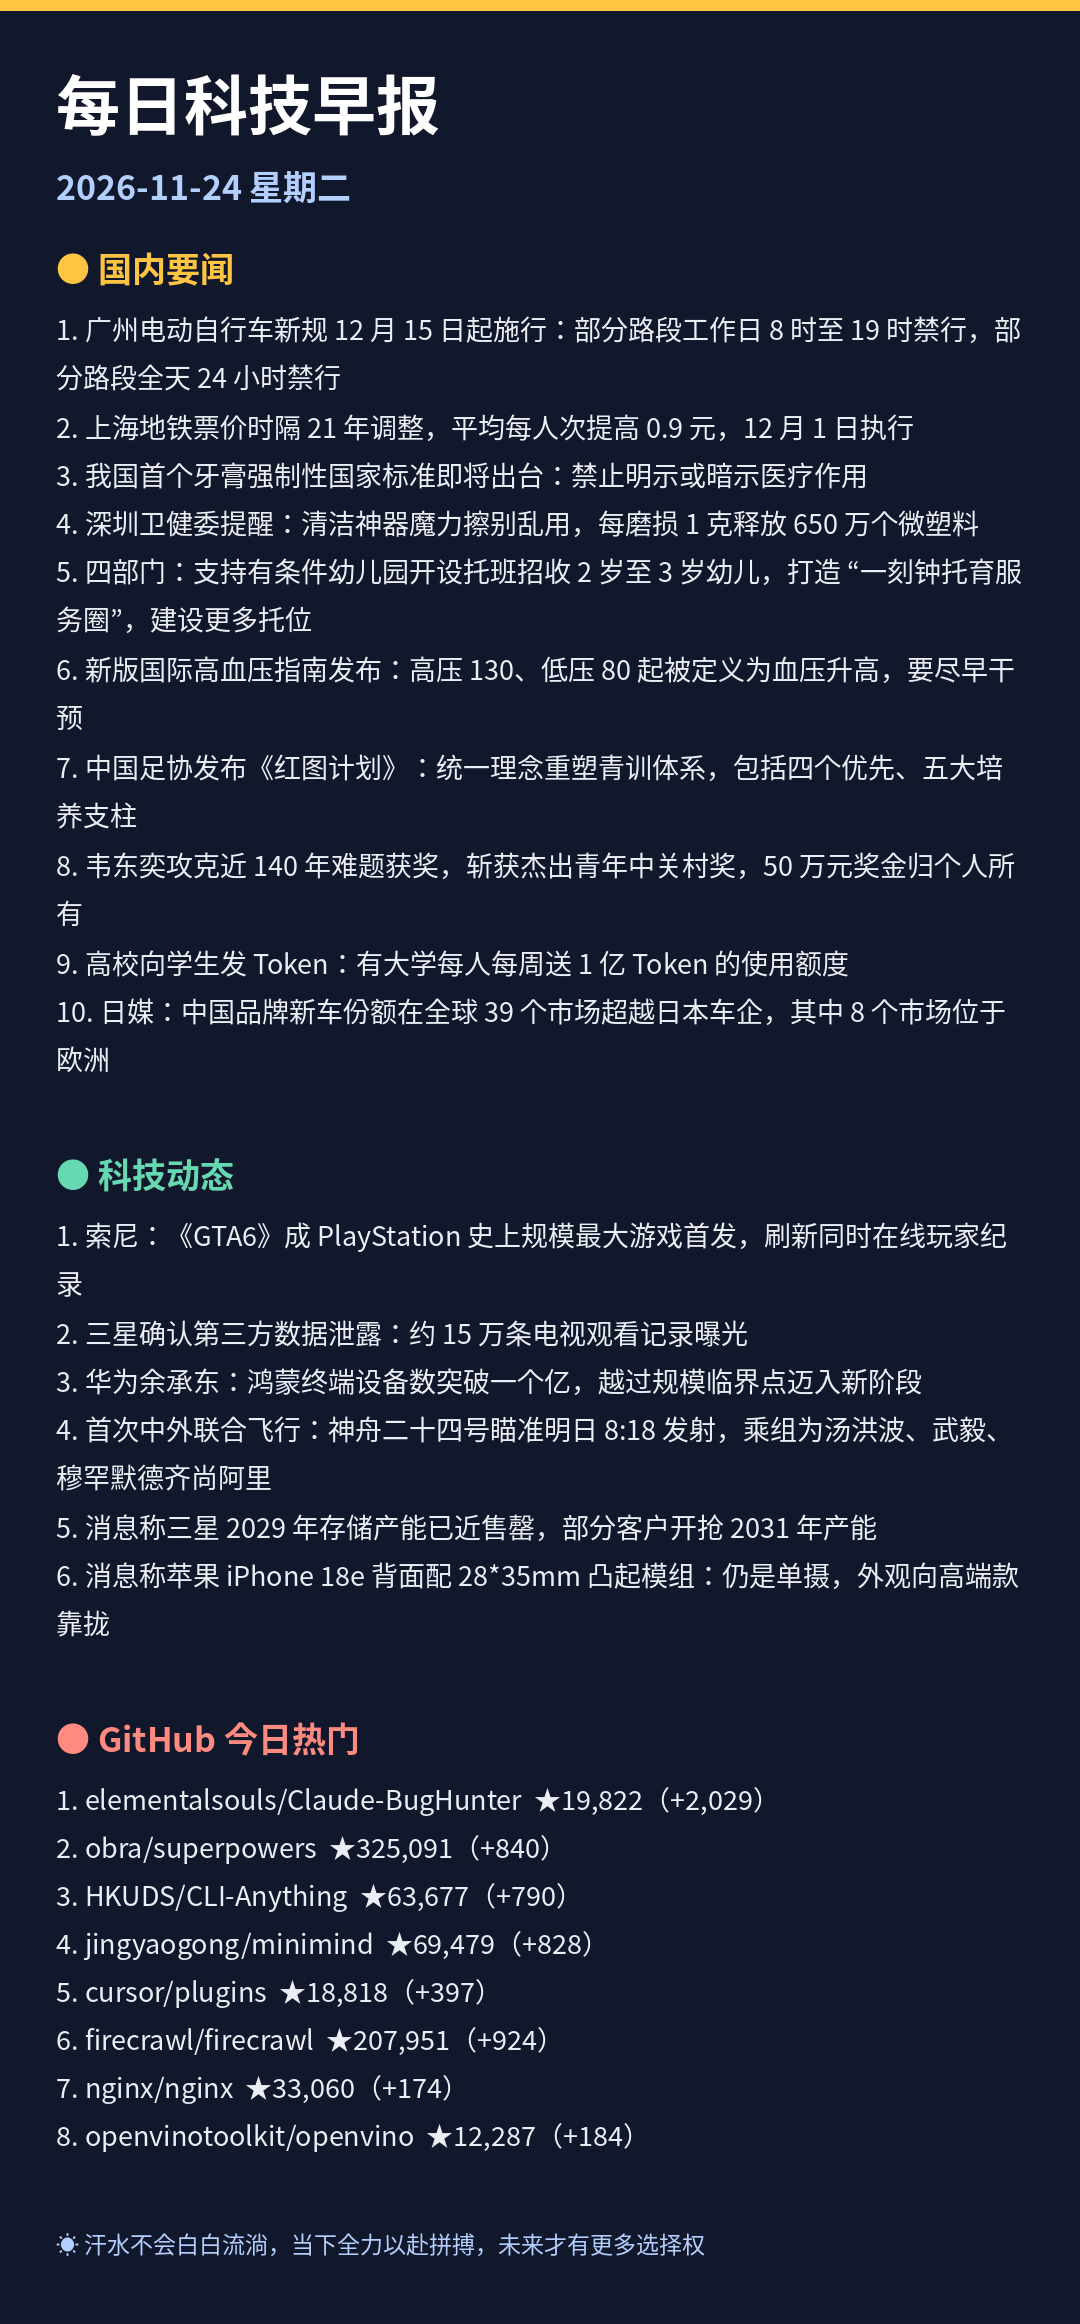 每日科技早报
2026-11-24 星期二
● 国内要闻
1. 广州电动自行车新规 12 月 15 日起施行：部分路段工作日 8 时至 19 时禁行，部
分路段全天 24 小时禁行
2. 上海地铁票价时隔 21 年调整，平均每人次提高 0.9 元，12 月 1 日执行
3. 我国首个牙膏强制性国家标准即将出台：禁止明示或暗示医疗作用
4. 深圳卫健委提醒：清洁神器魔力擦别乱用，每磨损 1 克释放 650 万个微塑料
5. 四部门：支持有条件幼儿园开设托班招收 2 岁至 3 岁幼儿，打造 “一刻钟托育服
务圈”，建设更多托位
6. 新版国际高血压指南发布：高压 130、低压 80 起被定义为血压升高，要尽早干
预
7. 中国足协发布《红图计划》：统一理念重塑青训体系，包括四个优先、五大培
养支柱
8. 韦东奕攻克近 140 年难题获奖，斩获杰出青年中关村奖，50 万元奖金归个人所
有
9. 高校向学生发 Token：有大学每人每周送 1 亿 Token 的使用额度
10. 日媒：中国品牌新车份额在全球 39 个市场超越日本车企，其中 8 个市场位于
欧洲
● 科技动态
1. 索尼：《GTA6》成 PlayStation 史上规模最大游戏首发，刷新同时在线玩家纪
录
2. 三星确认第三方数据泄露：约 15 万条电视观看记录曝光
3. 华为余承东：鸿蒙终端设备数突破一个亿，越过规模临界点迈入新阶段
4. 首次中外联合飞行：神舟二十四号瞄准明日 8:18 发射，乘组为汤洪波、武毅、
穆罕默德齐尚阿里
5. 消息称三星 2029 年存储产能已近售罄，部分客户开抢 2031 年产能
6. 消息称苹果 iPhone 18e 背面配 28*35mm 凸起模组：仍是单摄，外观向高端款
靠拢
● GitHub 今日热门
1. elementalsouls/Claude-BugHunter ★19,822（+2,029）
2. obra/superpowers ★325,091（+840）
3. HKUDS/CLI-Anything ★63,677（+790）
4. jingyaogong/minimind ★69,479（+828）
5. cursor/plugins ★18,818（+397）
6. firecrawl/firecrawl ★207,951（+924）
7. nginx/nginx ★33,060（+174）
8. openvinotoolkit/openvino ★12,287（+184）
☀ 汗水不会白白流淌，当下全力以赴拼搏，未来才有更多选择权